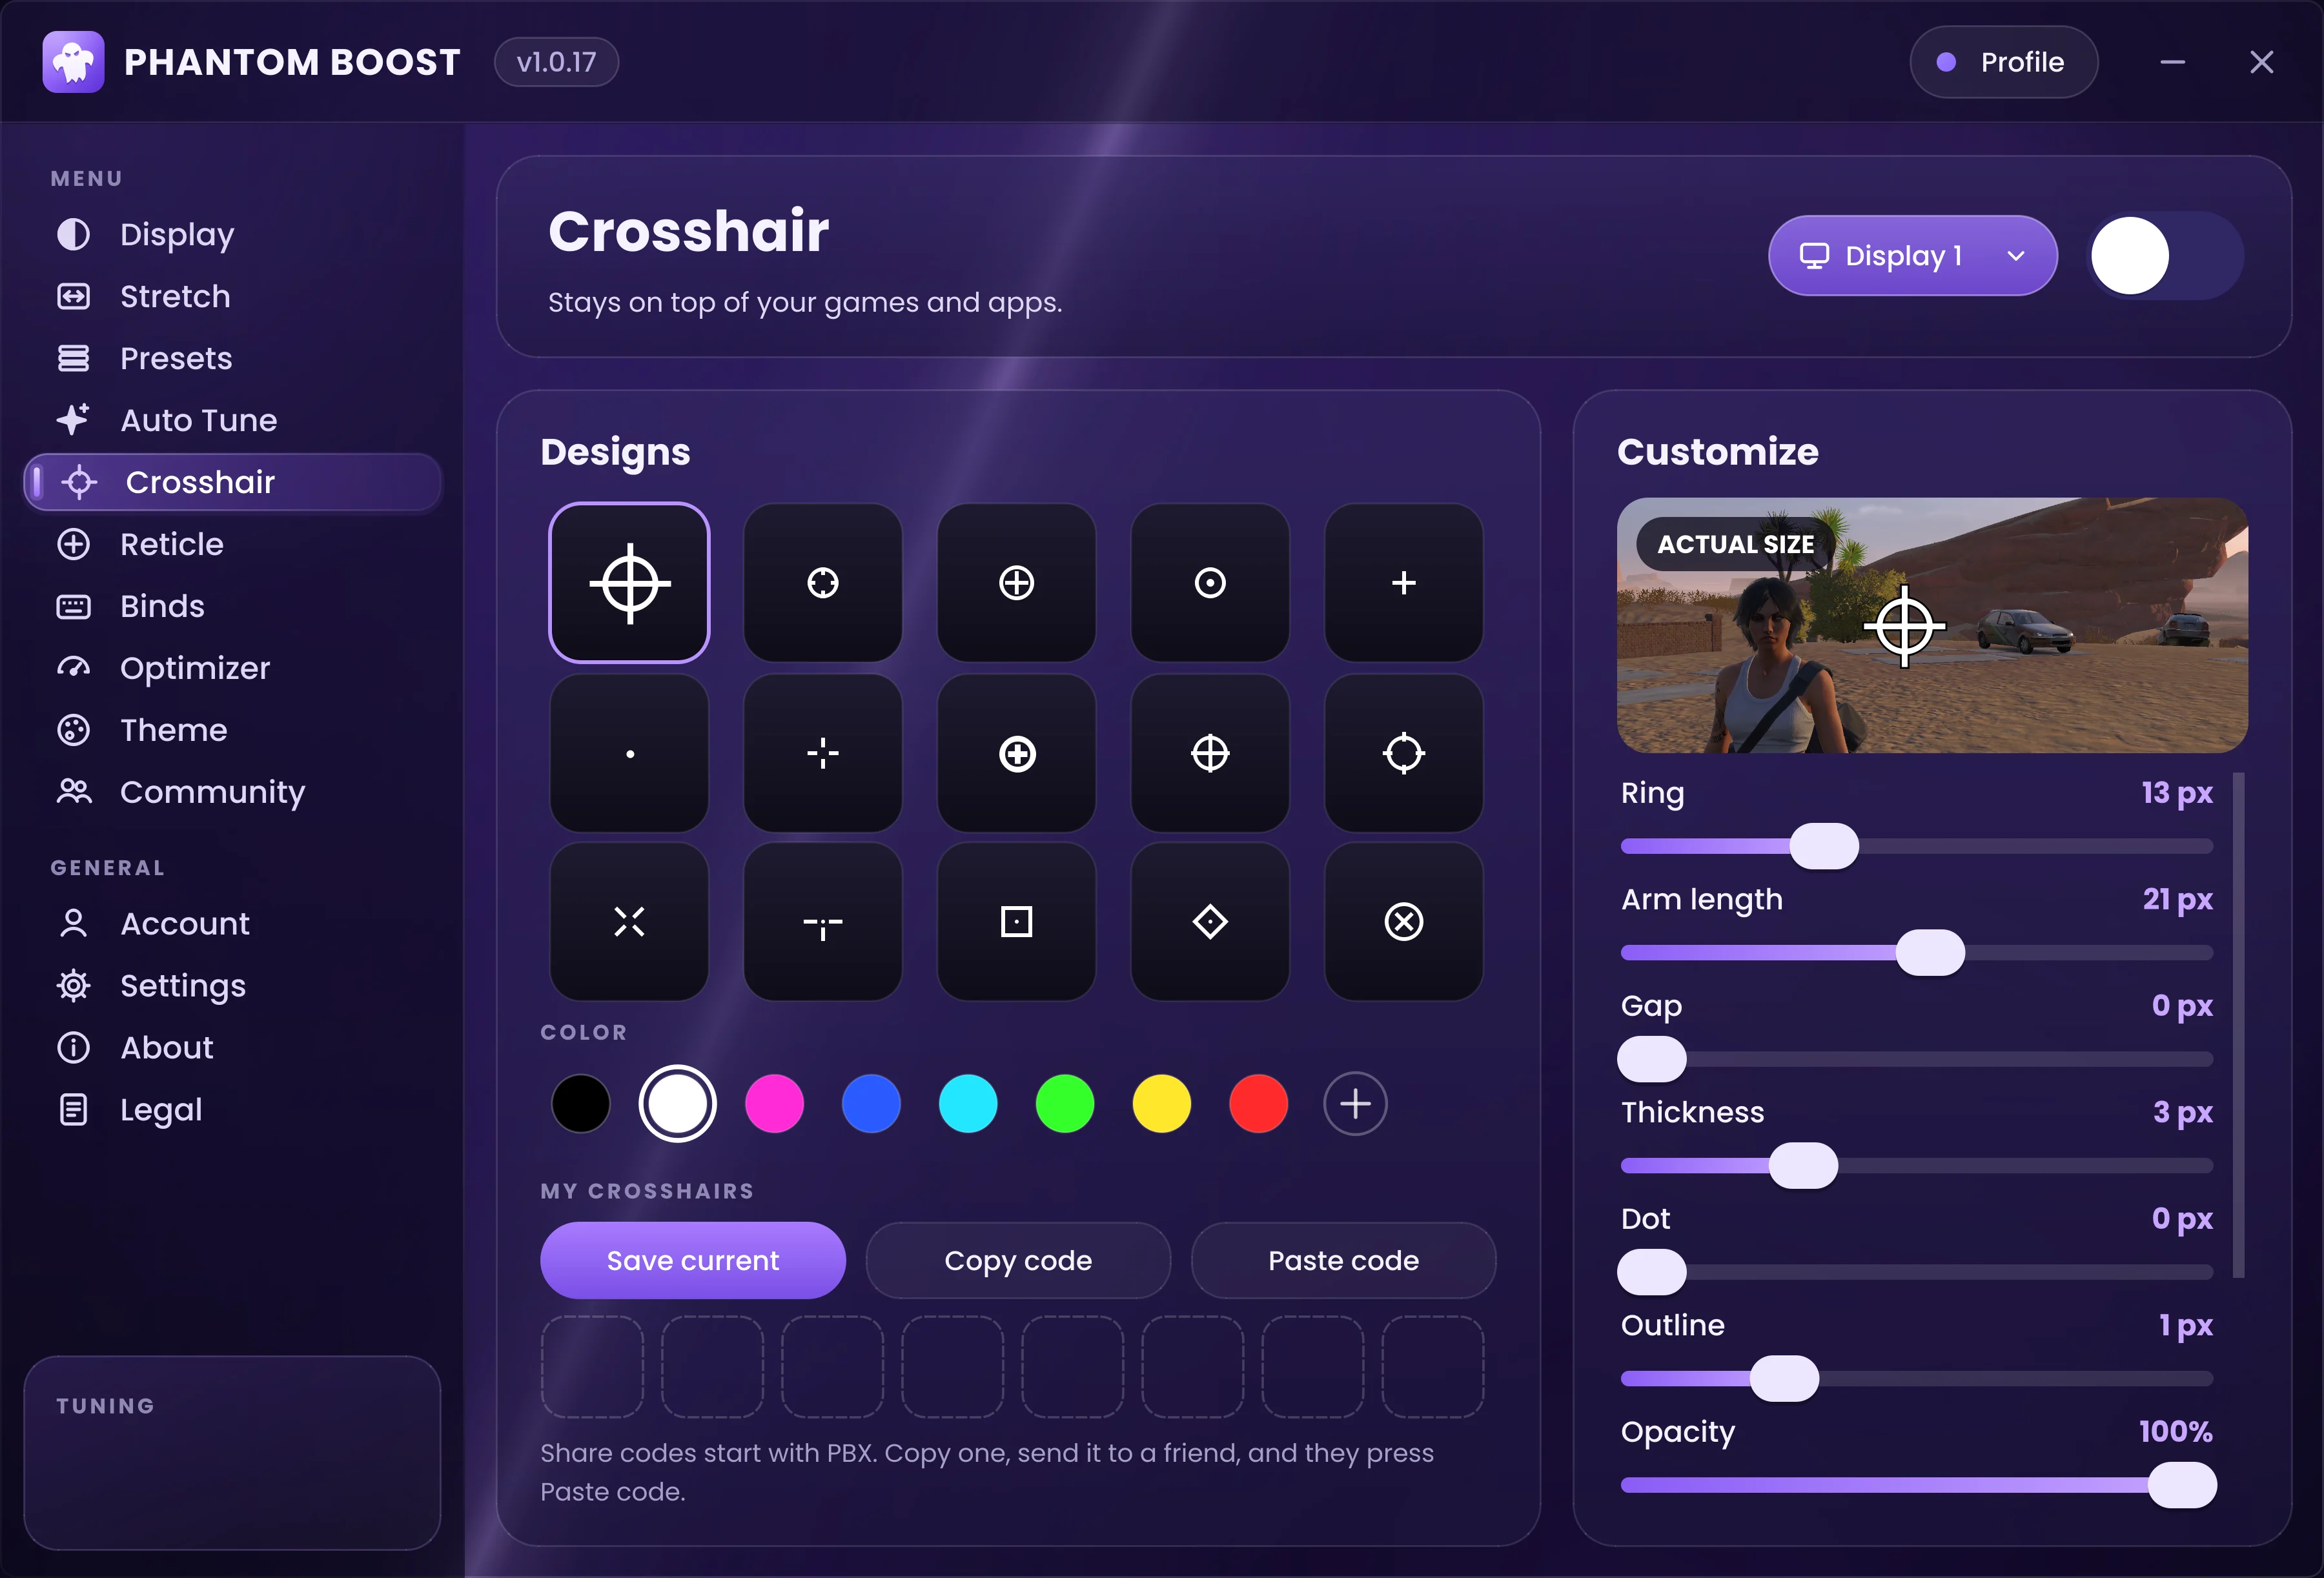 PHANTOM BOOST
v1.0.17
Profile
MENU
Display
Stretch
Presets
Auto Tune
Crosshair
Reticle
Binds
Optimizer
Theme
Community
GENERAL
Account
Settings
About
Legal
TUNING
Crosshair
Stays on top of your games and apps.
Display 1
Designs
COLOR
MY CROSSHAIRS
Save current
Copy code
Paste code
Share codes start with PBX. Copy one, send it to a friend, and they press
Paste code.
Customize
ACTUAL SIZE
Ring 13 px
Arm length 21 px
Gap 0 px
Thickness 3 px
Dot 0 px
Outline 1 px
Opacity 100%